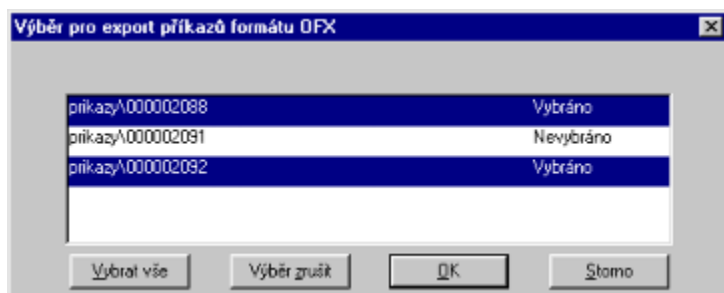 Výběr pro export příkazů formátu OFX
prikazy\000002088 Vybráno
prikazy\000002091 Nevybráno
prikazy\000002092 Vybráno
Vybrat vše Výběr zrušit OK Storno